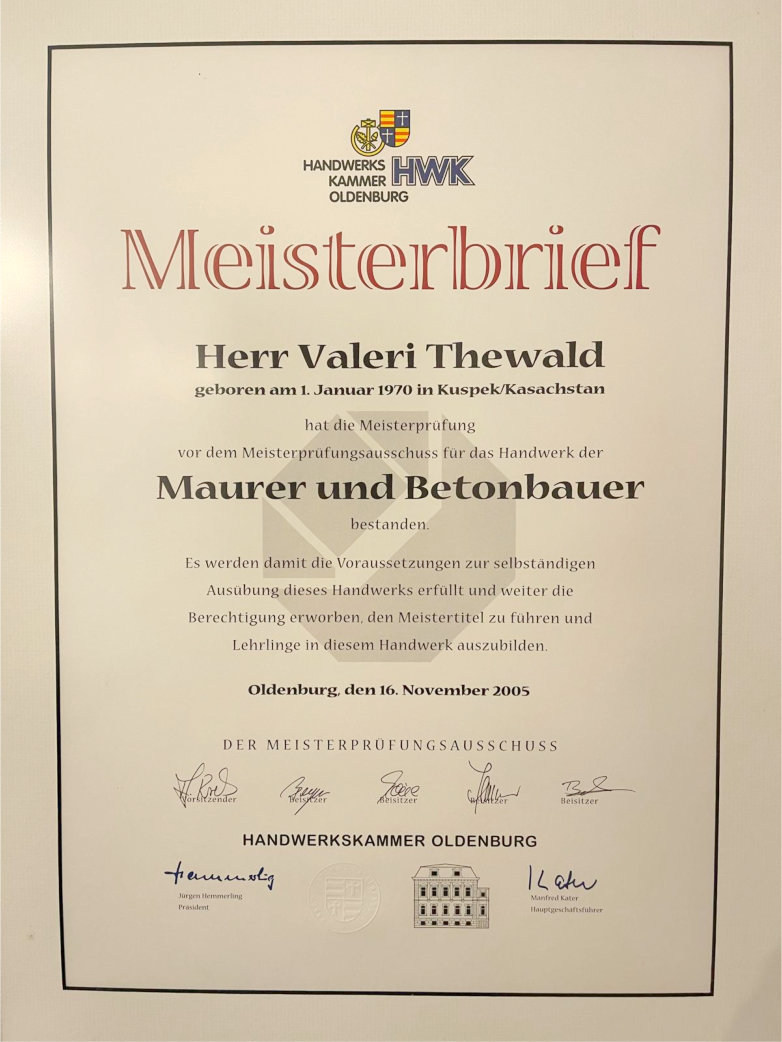 HANDWERKS
KAMMER HWK
OLDENBURG
Meisterbrief
Herr Valeri Thewald
geboren am 1. Januar 1970 in Kuspek/Kasachstan
hat die Meisterprüfung
vor dem Meisterprüfungsausschuss für das Handwerk der
Maurer und Betonbauer
bestanden.
Es werden damit die Voraussetzungen zur selbständigen
Ausübung dieses Handwerks erfüllt und weiter die
Berechtigung erworben, den Meistertitel zu führen und
Lehrlinge in diesem Handwerk auszubilden.
Oldenburg, den 16. November 2005
DER MEISTERPRÜFUNGSAUSSCHUSS
Vorsitzender Beisitzer Beisitzer Beisitzer Beisitzer
HANDWERKSKAMMER OLDENBURG
Hemmerling Kater
Jürgen Hemmerling Manfred Kater
Präsident Hauptgeschäftsführer